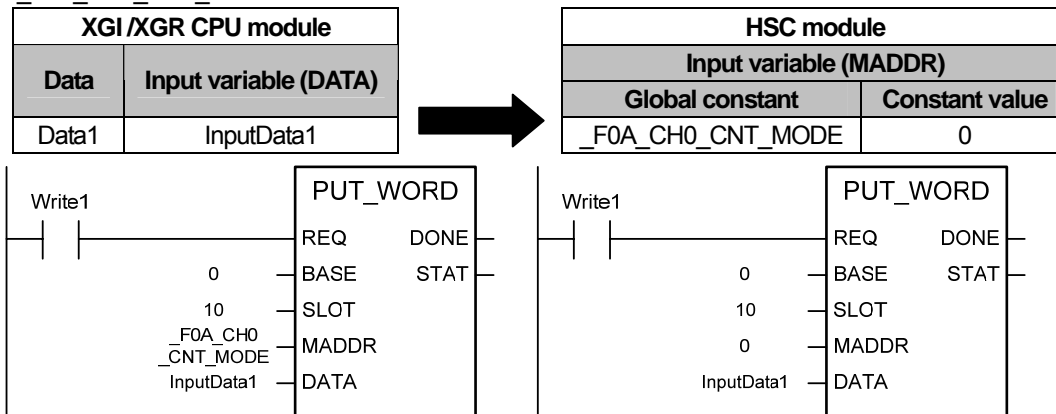 XGI /XGR CPU module
Data Input variable (DATA)
Data1 InputData1
HSC module
Input variable (MADDR)
Global constant Constant value
_F0A_CH0_CNT_MODE 0
Write1
PUT_WORD
REQ DONE
0 BASE STAT
10 SLOT
_F0A_CH0
_CNT_MODE MADDR
InputData1 DATA
Write1
PUT_WORD
REQ DONE
0 BASE STAT
10 SLOT
0 MADDR
InputData1 DATA